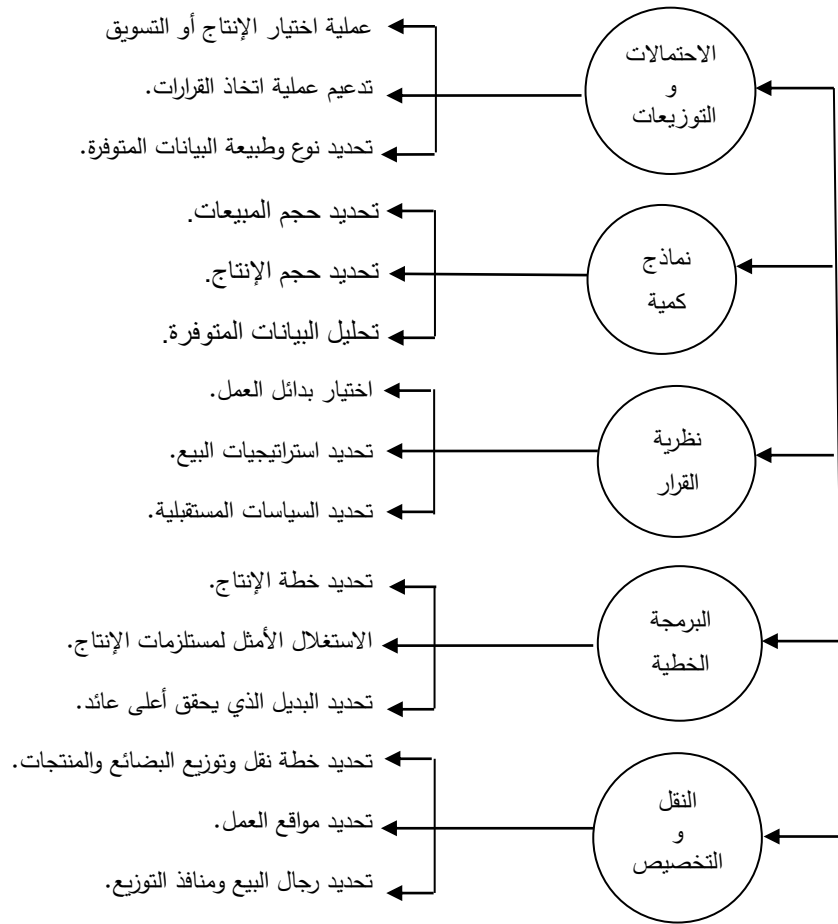 الاحتمالات
و
التوزيعات
عملية اختيار الإنتاج أو التسويق
تدعيم عملية اتخاذ القرارات.
تحديد نوع وطبيعة البيانات المتوفرة.
نماذج
كمية
تحديد حجم المبيعات.
تحديد حجم الإنتاج.
تحليل البيانات المتوفرة.
نظرية
القرار
اختيار بدائل العمل.
تحديد استراتيجيات البيع.
تحديد السياسات المستقبلية.
البرمجة
الخطية
تحديد خطة الإنتاج.
الاستغلال الأمثل لمستلزمات الإنتاج.
تحديد البديل الذي يحقق أعلى عائد.
النقل
و
التخصيص
تحديد خطة نقل وتوزيع البضائع والمنتجات.
تحديد مواقع العمل.
تحديد رجال البيع ومنافذ التوزيع.